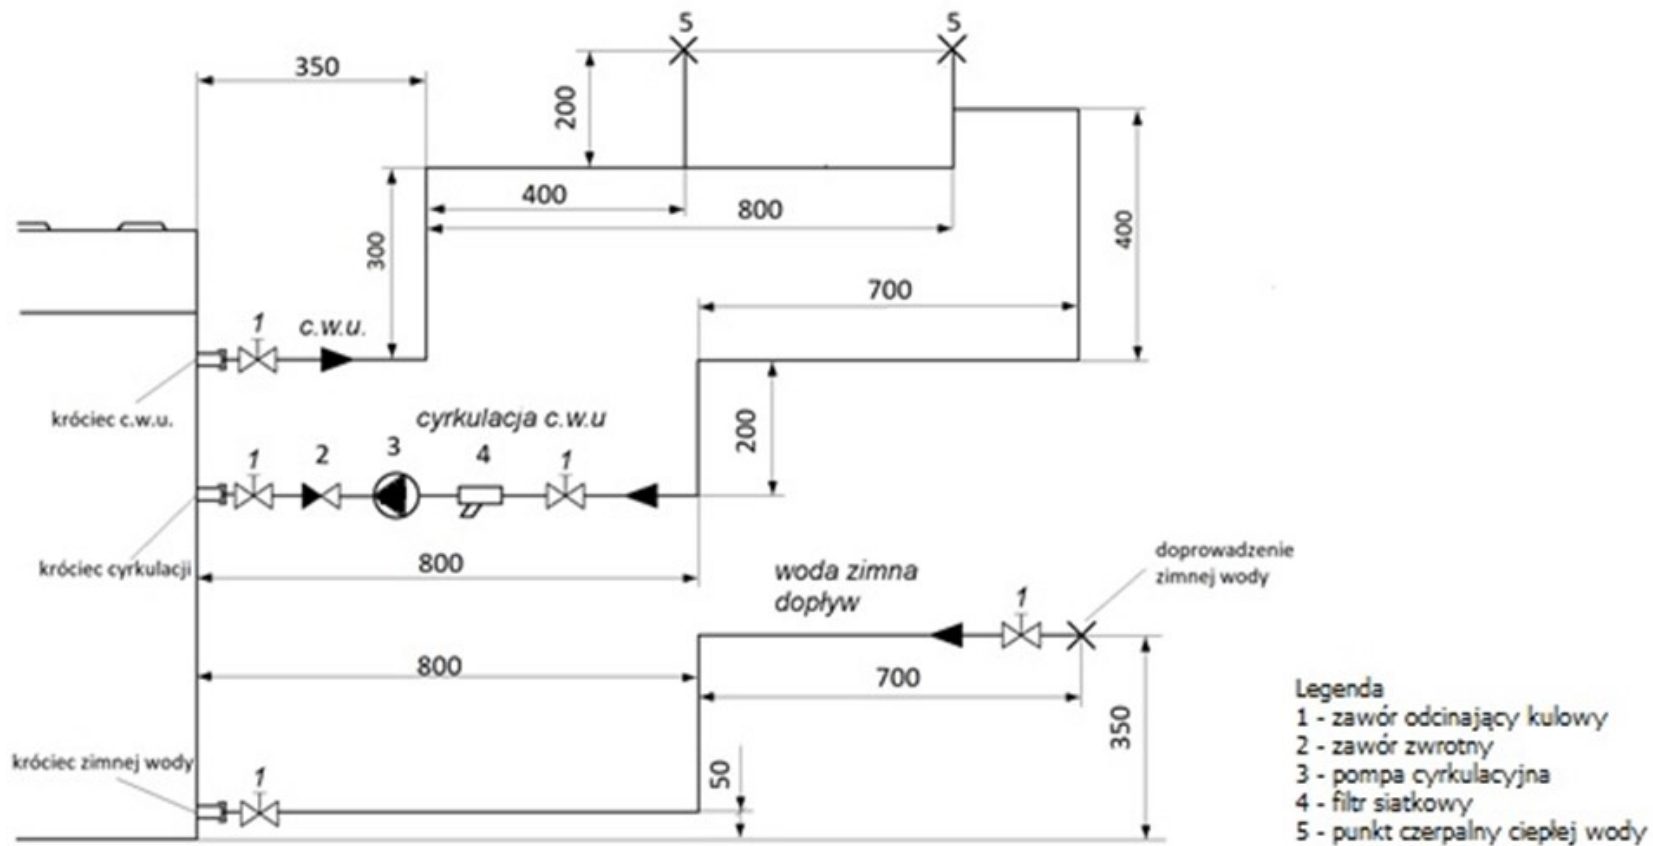 5 5
350
200
400
800
300
400
700
1 c.w.u.
króciec c.w.u.
cyrkulacja c.w.u
200
1 2 3 4 1
króciec cyrkulacji
800
woda zimna
dopływ
doprowadzenie
zimnej wody
1
800
700
350
króciec zimnej wody
1
50
Legenda
1 - zawór odcinający kulowy
2 - zawór zwrotny
3 - pompa cyrkulacyjna
4 - filtr siatkowy
5 - punkt czerpalny ciepłej wody